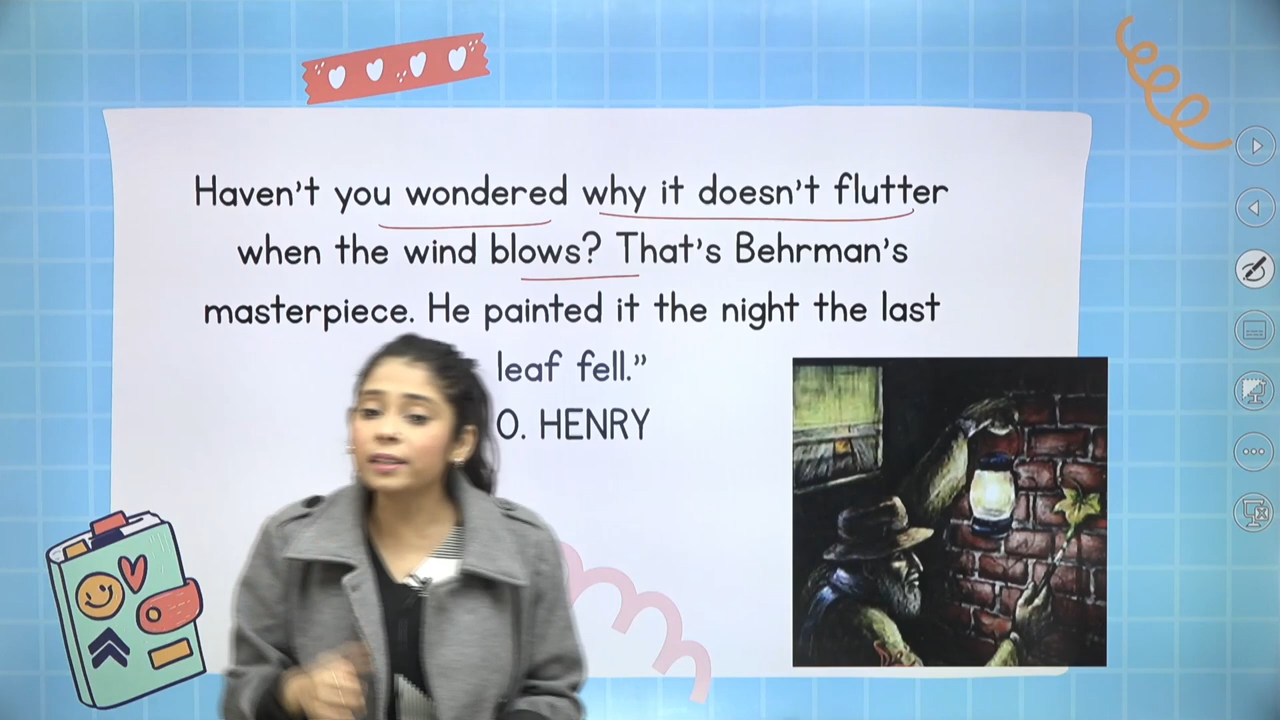 Haven't you wondered why it doesn't flutter
when the wind blows? That's Behrman's
masterpiece. He painted it the night the last
leaf fell.”
O. HENRY